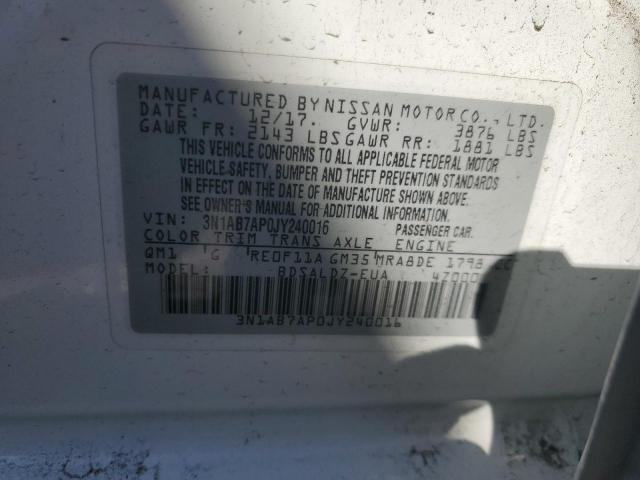 MANUFACTURED BY NISSAN MOTOR CO., LTD.
DATE: 12/17. GVWR: 3876 LBS
GAWR FR: 2143 LBS GAWR RR: 1881 LBS
THIS VEHICLE CONFORMS TO ALL APPLICABLE FEDERAL MOTOR
VEHICLE SAFETY, BUMPER AND THEFT PREVENTION STANDARDS
IN EFFECT ON THE DATE OF MANUFACTURE SHOWN ABOVE.
SEE OWNER'S MANUAL FOR ADDITIONAL INFORMATION.
VIN: 3N1AB7AP0JY240016 PASSENGER CAR.
COLOR TRIM TRANS AXLE ENGINE
QM1 G RE0F11A GM35 MRA8DE 1798 CC
MODEL: BDSALDZ-EUA 47000
3N1AB7AP0JY240016